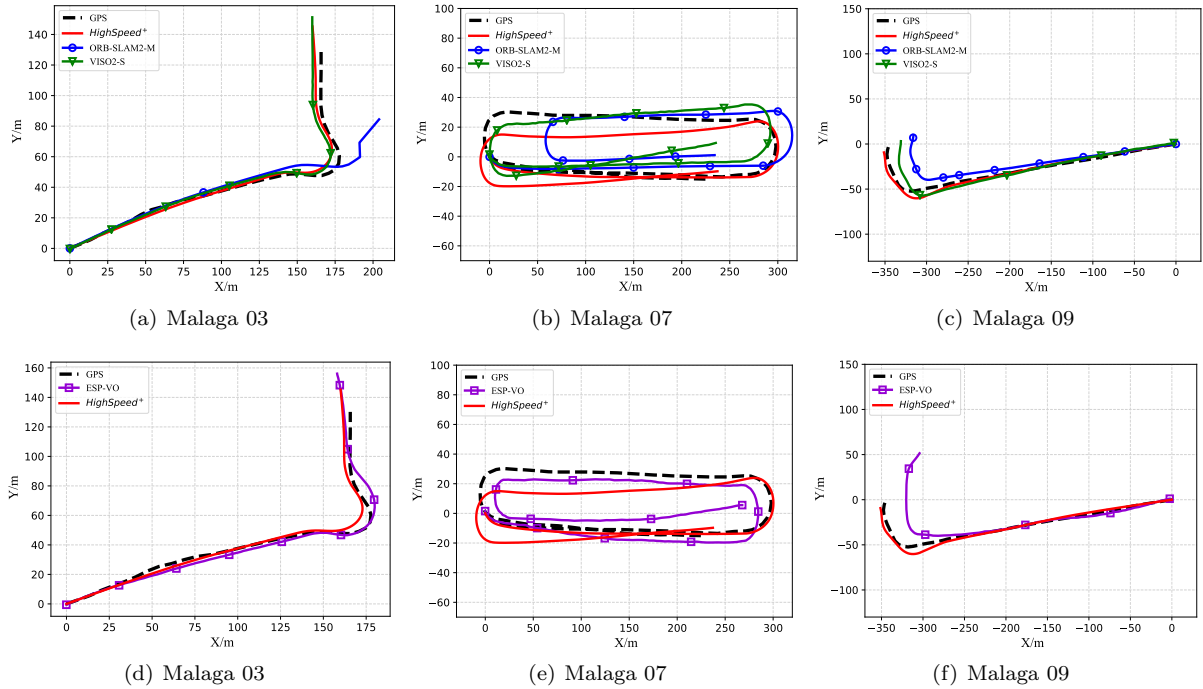 GPS
HighSpeed+
ORB-SLAM2-M
VISO2-S
140
120
100
80
60
40
20
0
Y/m
0 25 50 75 100 125 150 175 200
X/m
(a) Malaga 03
GPS
HighSpeed+
ORB-SLAM2-M
VISO2-S
100
80
60
40
20
0
−20
−40
−60
Y/m
0 50 100 150 200 250 300
X/m
(b) Malaga 07
GPS
HighSpeed+
ORB-SLAM2-M
VISO2-S
150
100
50
0
−50
−100
Y/m
−350 −300 −250 −200 −150 −100 −50 0
X/m
(c) Malaga 09
GPS
ESP-VO
HighSpeed+
160
140
120
100
80
60
40
20
0
Y/m
0 25 50 75 100 125 150 175
X/m
(d) Malaga 03
GPS
ESP-VO
HighSpeed+
100
80
60
40
20
0
−20
−40
−60
Y/m
0 50 100 150 200 250 300
X/m
(e) Malaga 07
GPS
ESP-VO
HighSpeed+
150
100
50
0
−50
−100
Y/m
−350 −300 −250 −200 −150 −100 −50 0
X/m
(f) Malaga 09